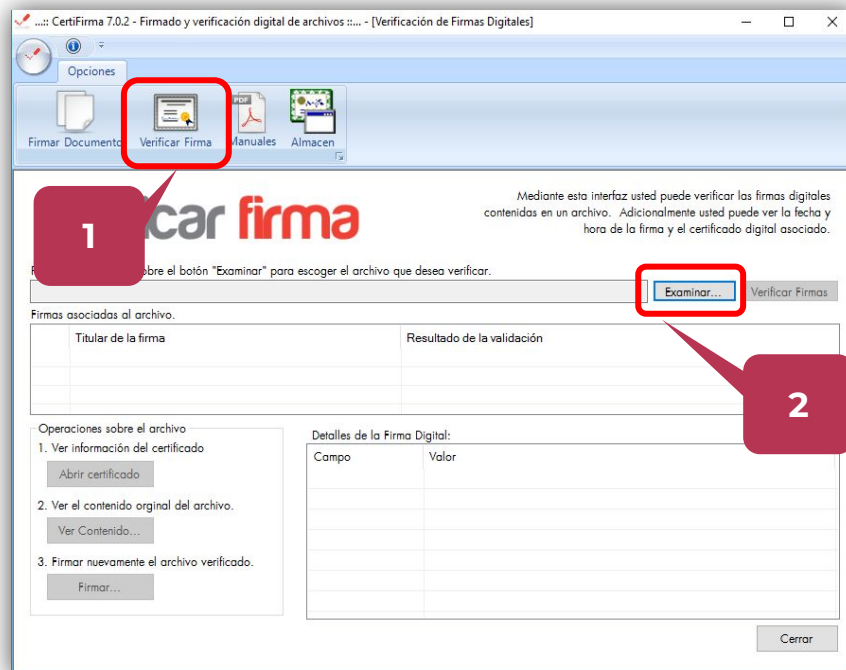 ...:: CertiFirma 7.0.2 - Firmado y verificación digital de archivos ::... - [Verificación de Firmas Digitales]
Opciones
Firmar Documento
Verificar Firma
Manuales
Almacen
PDF
1
icar firma
Mediante esta interfaz usted puede verificar las firmas digitales
contenidas en un archivo. Adicionalmente usted puede ver la fecha y
hora de la firma y el certificado digital asociado.
obre el botón "Examinar" para escoger el archivo que desea verificar.
Examinar...
Verificar Firmas
Firmas asociadas al archivo.
Titular de la firma
Resultado de la validación
2
Operaciones sobre el archivo
1. Ver información del certificado
Abrir certificado
2. Ver el contenido orginal del archivo.
Ver Contenido...
3. Firmar nuevamente el archivo verificado.
Firmar...
Detalles de la Firma Digital:
Campo
Valor
Cerrar